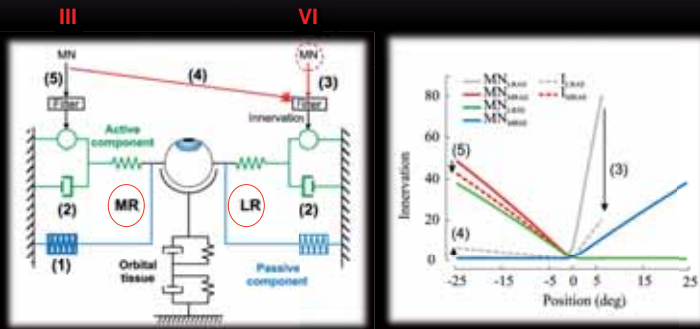 III
VI
MN
MN
(5)
(4)
(3)
Filter
Filter
Innervation
Active
component
(2)
MR
LR
(2)
(1)
Orbital
tissue
Passive
component
Innervation
80
60
40
20
0
-25
-15
-5
0
5
15
25
Position (deg)
MN
MN
MN
MN
I
I
(5)
(4)
(3)